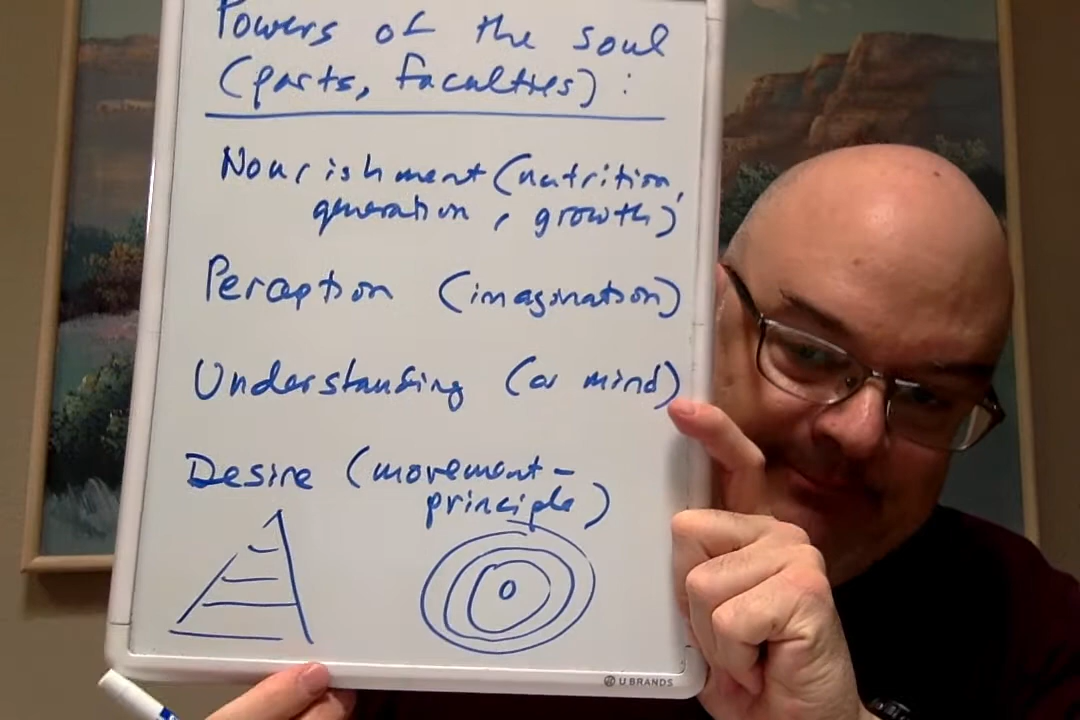 Powers of the soul
(parts, faculties) :
Nourishment (nutrition,
generation, growth)
Perception (imagination)
Understanding (or mind)
Desire (movement-
principle)
U BRANDS